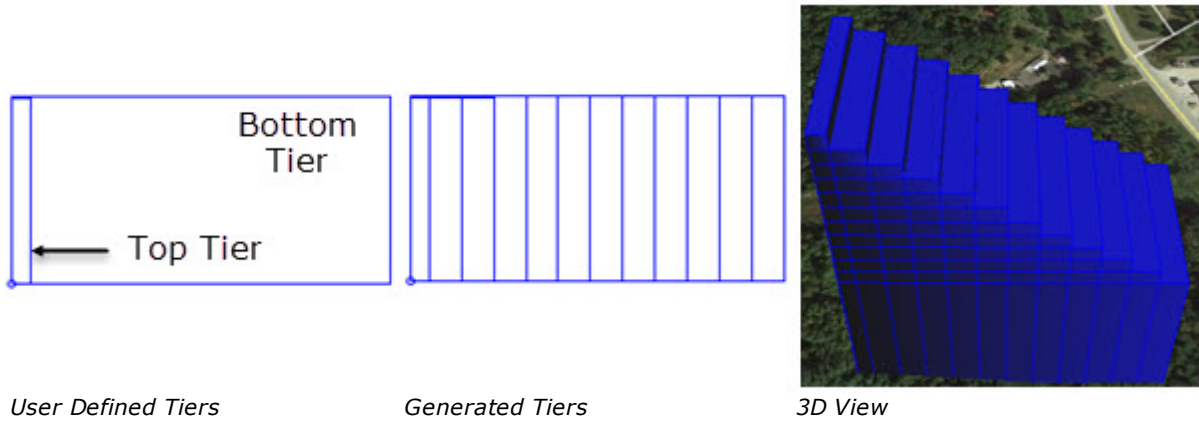 Bottom
Tier
Top Tier
User Defined Tiers
Generated Tiers
3D View